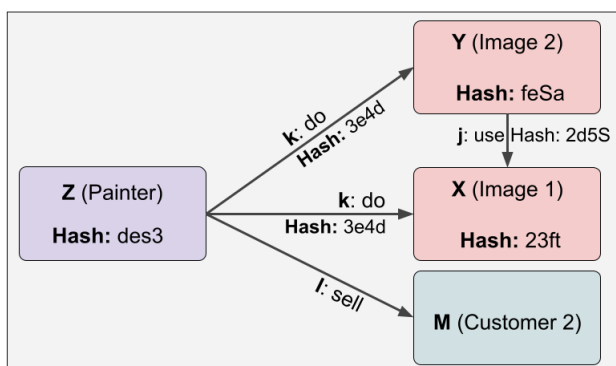 Y (Image 2)
Hash: feSa
k: do
Hash: 3e4d
j: use Hash: 2d5S
Z (Painter)
Hash: des3
k: do
Hash: 3e4d
X (Image 1)
Hash: 23ft
l: sell
M (Customer 2)